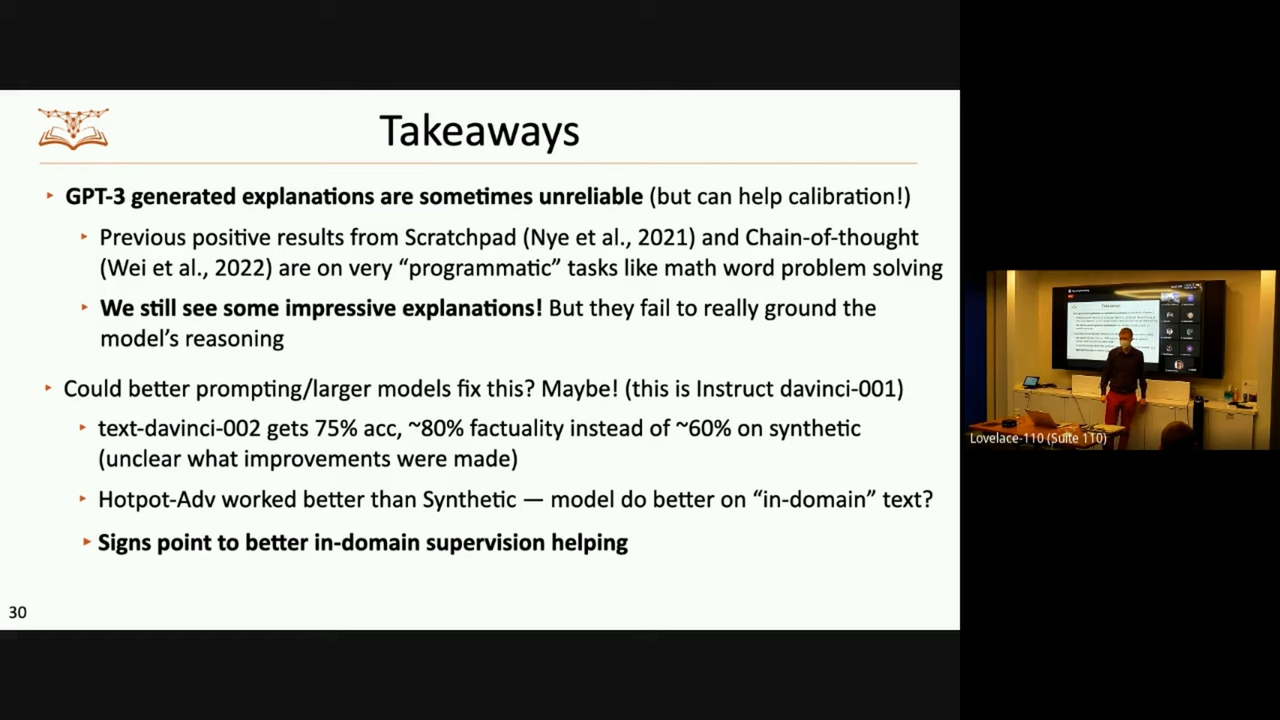 Takeaways
GPT-3 generated explanations are sometimes unreliable (but can help calibration!)
Previous positive results from Scratchpad (Nye et al., 2021) and Chain-of-thought
(Wei et al., 2022) are on very “programmatic” tasks like math word problem solving
We still see some impressive explanations! But they fail to really ground the
model’s reasoning
Could better prompting/larger models fix this? Maybe! (this is Instruct davinci-001)
text-davinci-002 gets 75% acc, ~80% factuality instead of ~60% on synthetic
(unclear what improvements were made)
Hotpot-Adv worked better than Synthetic — model do better on “in-domain” text?
Signs point to better in-domain supervision helping
30
Takeaways
Lovelace-110 (Suite 110)